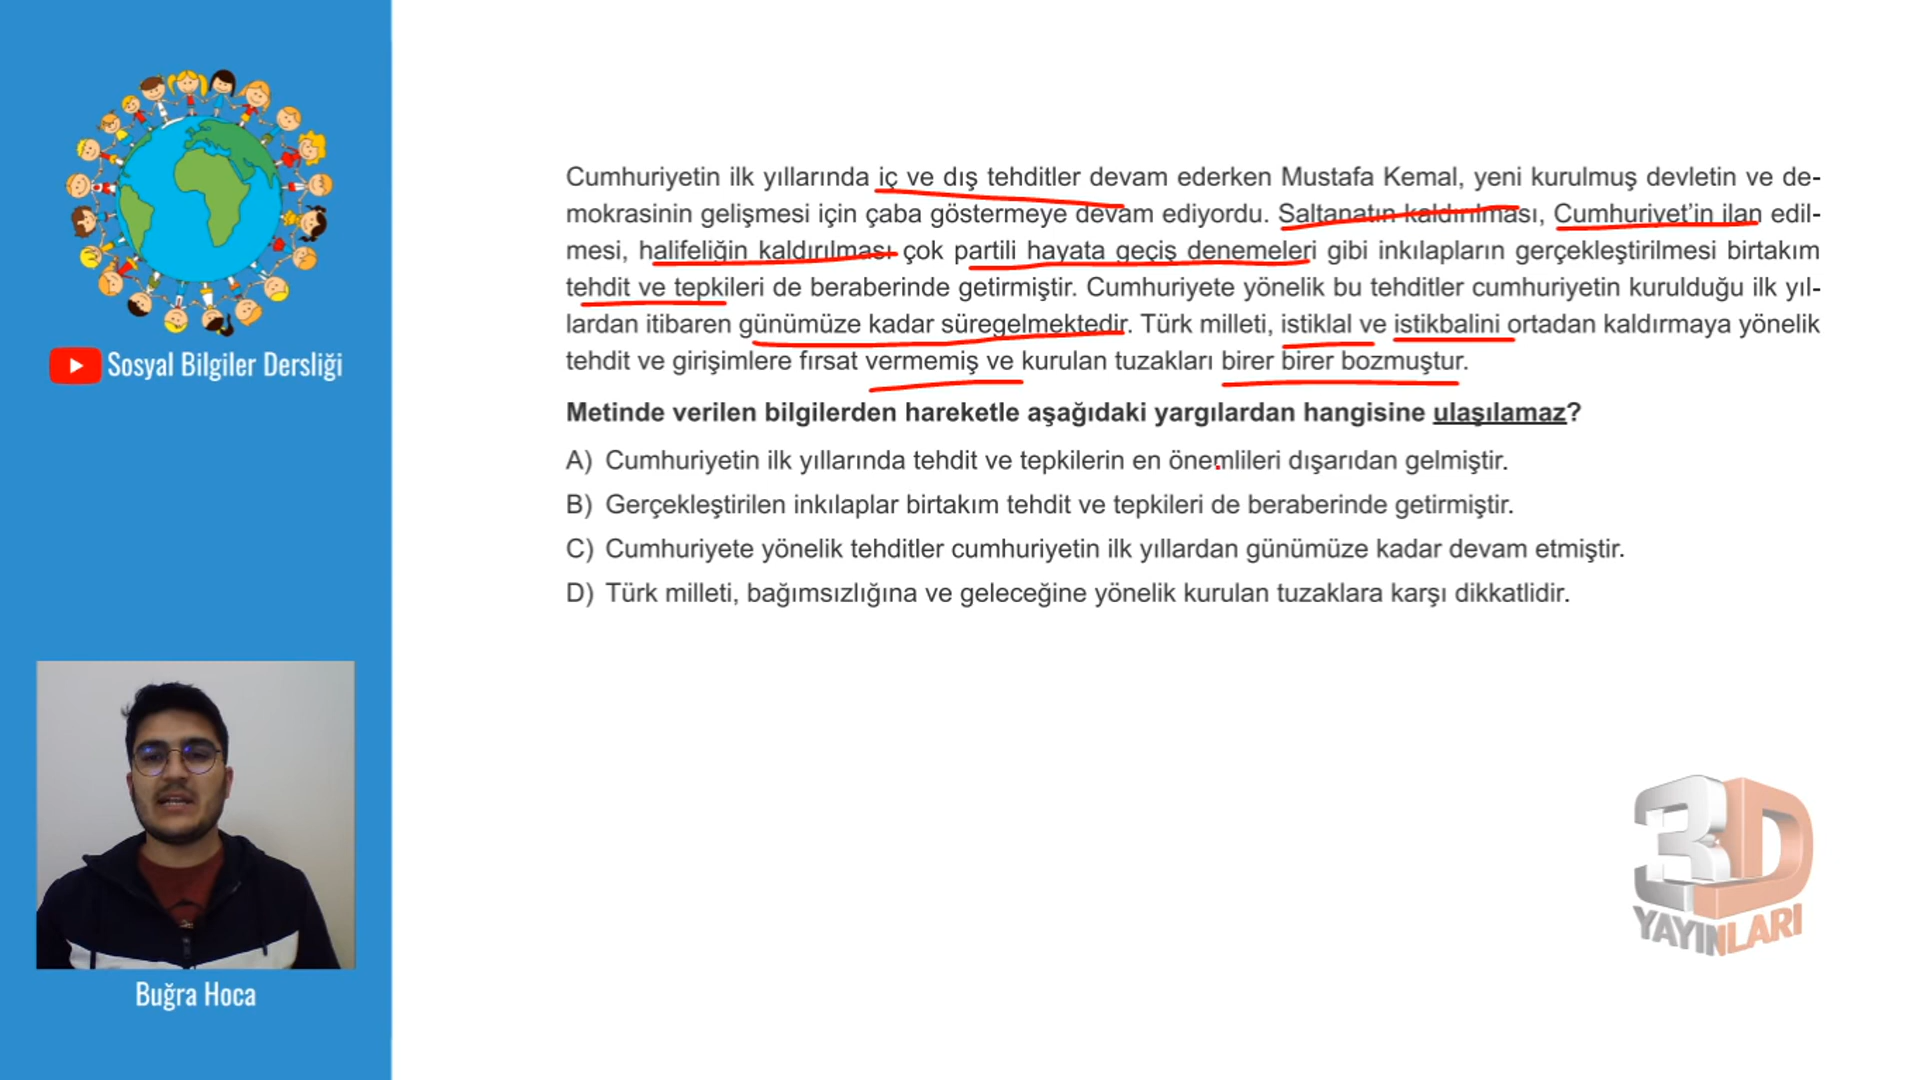 Cumhuriyetin ilk yıllarında iç ve dış tehditler devam ederken Mustafa Kemal, yeni kurulmuş devletin ve de-
mokrasinin gelişmesi için çaba göstermeye devam ediyordu. Saltanatın kaldırılması, Cumhuriyet’in ilan edil-
mesi, halifeliğin kaldırılması çok partili hayata geçiş denemeleri gibi inkılapların gerçekleştirilmesi birtakım
tehdit ve tepkileri de beraberinde getirmiştir. Cumhuriyete yönelik bu tehditler cumhuriyetin kurulduğu ilk yıl-
lardan itibaren günümüze kadar süregelmektedir. Türk milleti, istiklal ve istikbalini ortadan kaldırmaya yönelik
tehdit ve girişimlere fırsat vermemiş ve kurulan tuzakları birer birer bozmuştur.
Metinde verilen bilgilerden hareketle aşağıdaki yargılardan hangisine ulaşılamaz?
A) Cumhuriyetin ilk yıllarında tehdit ve tepkilerin en önemlileri dışarıdan gelmiştir.
B) Gerçekleştirilen inkılaplar birtakım tehdit ve tepkileri de beraberinde getirmiştir.
C) Cumhuriyete yönelik tehditler cumhuriyetin ilk yıllardan günümüze kadar devam etmiştir.
D) Türk milleti, bağımsızlığına ve geleceğine yönelik kurulan tuzaklara karşı dikkatlidir.
Sosyal Bilgiler Dersliği
Buğra Hoca
3D
YAYINLARI